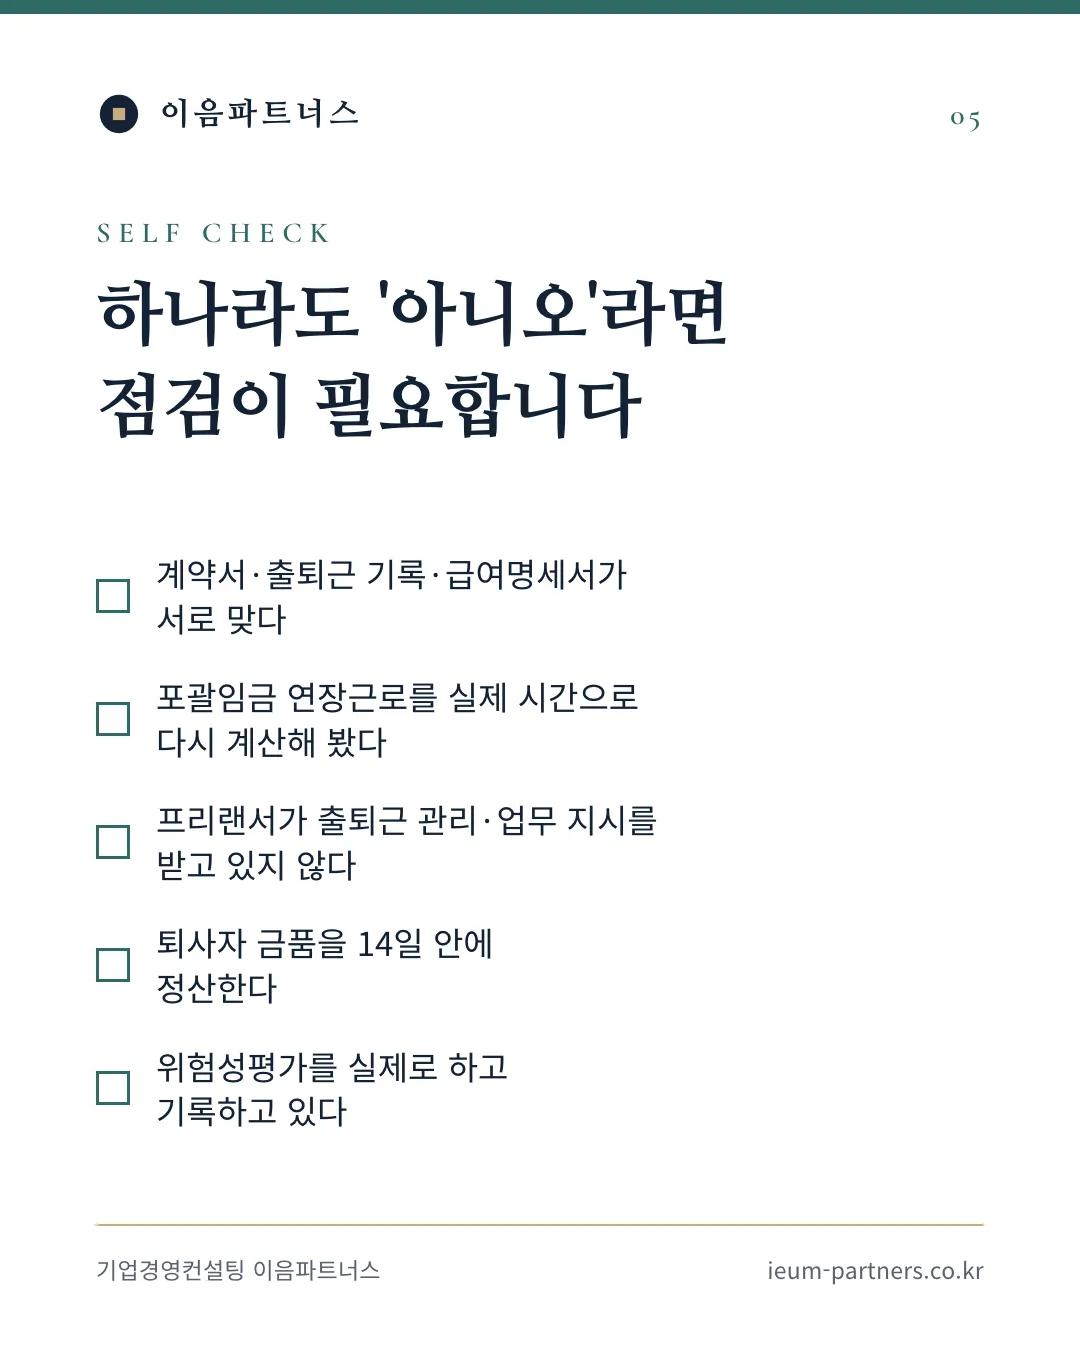 이음파트너스
05
SELF CHECK
하나라도 '아니오'라면
점검이 필요합니다
계약서·출퇴근 기록·급여명세서가
서로 맞다
포괄임금 연장근로를 실제 시간으로
다시 계산해 봤다
프리랜서가 출퇴근 관리·업무 지시를
받고 있지 않다
퇴사자 금품을 14일 안에
정산한다
위험성평가를 실제로 하고
기록하고 있다
기업경영컨설팅 이음파트너스
ieum-partners.co.kr